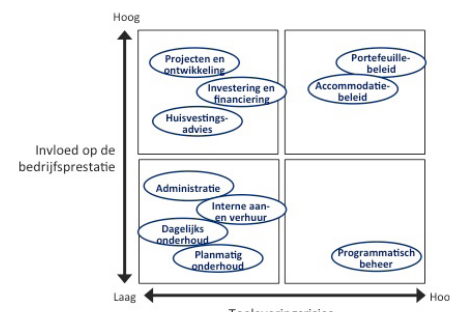 Hoog
Projecten en
ontwikkeling
Investering en
financiering
Huisvestings-
advies
Portefeuille-
beleid
Accommodatie-
beleid
Invloed op de
bedrijfsprestatie
Administratie
Interne aan-
en verhuur
Dagelijks
onderhoud
Planmatig
onderhoud
Programmatisch
beheer
Laag
Hoo